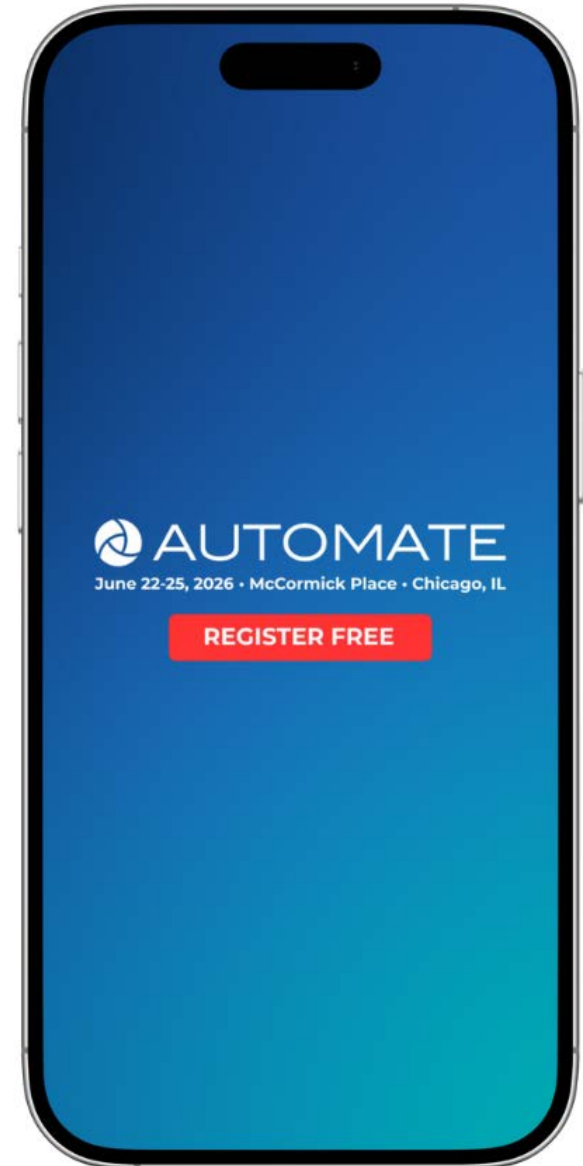 AUTOMATE
June 22-25, 2026 • McCormick Place • Chicago, IL
REGISTER FREE